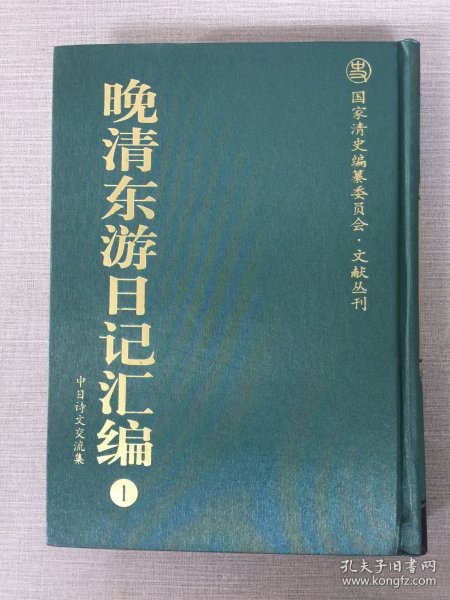 国家清史编纂委员会·文献丛刊
晚清东游日记汇编
1
中日诗文交流集
孔夫子旧书网
www.kongfz.com